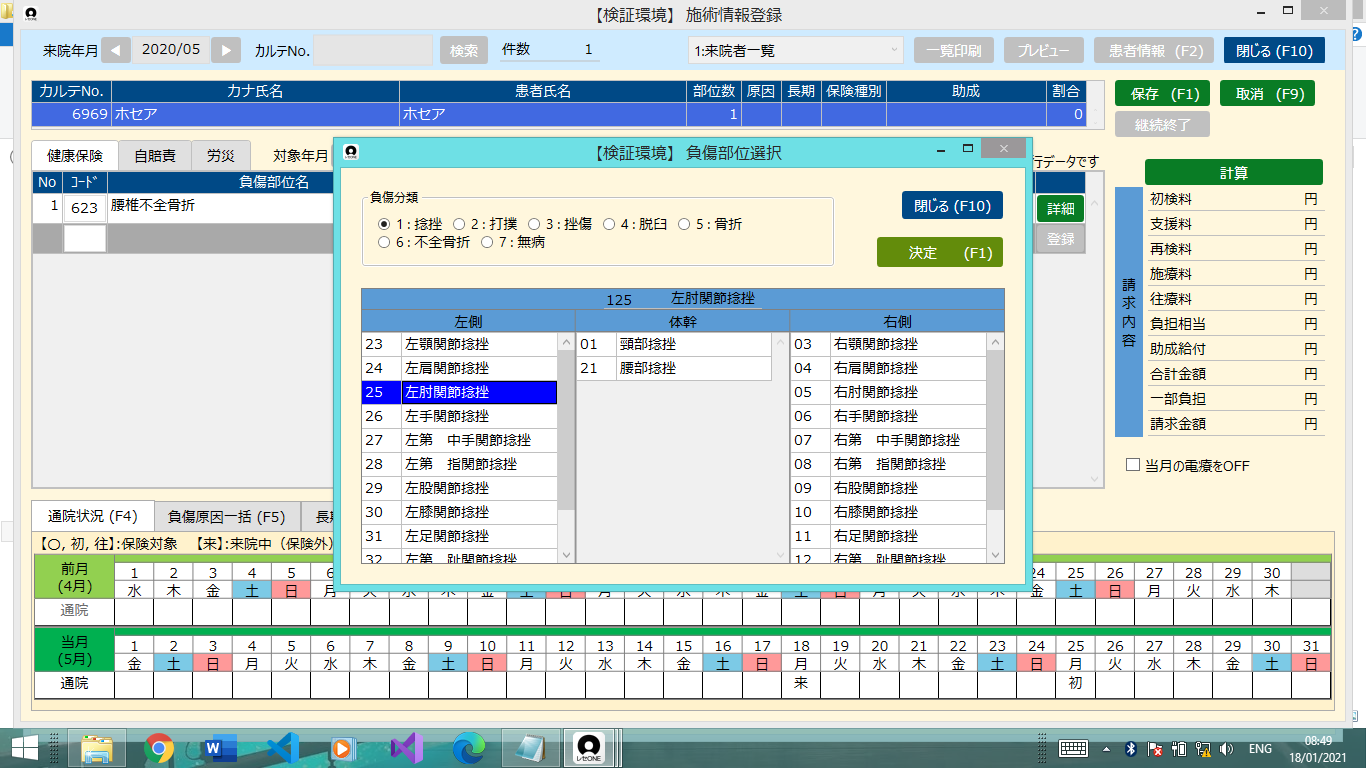 【検証環境】 施術情報登録
来院年月 2020/05 カルテNo. 検索 件数 1 1:来院者一覧 一覧印刷 プレビュー 患者情報 (F2) 閉じる (F10)
カルテNo. カナ氏名 患者氏名 部位数 原因 長期 保険種別 助成 割合 保存 (F1) 取消 (F9)
6969 ホセア ホセア 1 0
継続終了
健康保険 自賠責 労災 対象年月 行データです
【検証環境】 負傷部位選択
計算
No コード 負傷部位名
1 623 腰椎不全骨折 詳細
登録
負傷分類
1 : 捻挫 2 : 打撲 3 : 挫傷 4 : 脱臼 5 : 骨折
6 : 不全骨折 7 : 無病
閉じる (F10)
決定 (F1)
125 左肘関節捻挫
左側 体幹 右側
23 左顎関節捻挫 01 頸部捻挫 03 右顎関節捻挫
24 左肩関節捻挫 21 腰部捻挫 04 右肩関節捻挫
25 左肘関節捻挫 05 右肘関節捻挫
26 左手関節捻挫 06 右手関節捻挫
27 左第 中手関節捻挫 07 右第 中手関節捻挫
28 左第 指関節捻挫 08 右第 指関節捻挫
29 左股関節捻挫 09 右股関節捻挫
30 左膝関節捻挫 10 右膝関節捻挫
31 左足関節捻挫 11 右足関節捻挫
32 左第 趾関節捻挫 12 右第 趾関節捻挫
請求内容
初検料 円
支援料 円
再検料 円
施療料 円
往療料 円
負担相当 円
助成給付 円
合計金額 円
一部負担 円
請求金額 円
当月の電療をOFF
通院状況 (F4) 負傷原因一括 (F5) 長
【〇, 初, 往】:保険対象 【来】:来院中（保険外）
前月 1 2 3 4 5 6 24 25 26 27 28 29 30
(4月) 水 木 金 土 日 月 火 水 木 金 土 日 月 火 水 木 金 土 日 月 火 水 木 金 土 日 月 火 水 木
通院
当月 1 2 3 4 5 6 7 8 9 10 11 12 13 14 15 16 17 18 19 20 21 22 23 24 25 26 27 28 29 30 31
(5月) 金 土 日 月 火 水 木 金 土 日 月 火 水 木 金 土 日 月 火 水 木 金 土 日 月 火 水 木 金 土 日
通院 来 初
レセONE
ENG
08:49
18/01/2021